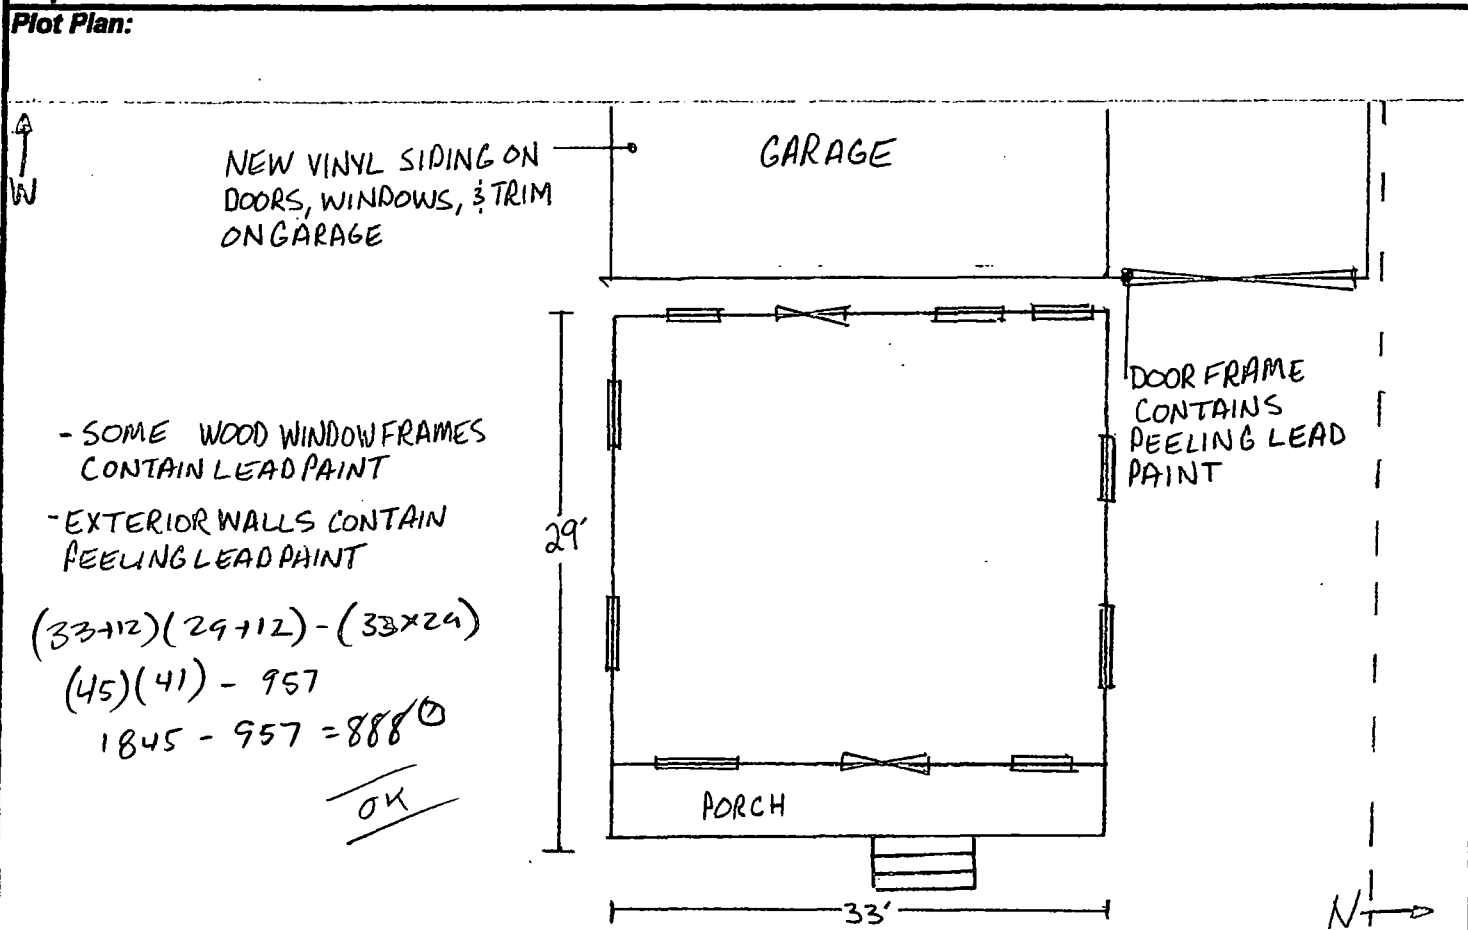 Plot Plan:
W
NEW VINYL SIDING ON
DOORS, WINDOWS, & TRIM
ON GARAGE
GARAGE
DOOR FRAME
CONTAINS
PEELING LEAD
PAINT
- SOME WOOD WINDOW FRAMES
CONTAIN LEAD PAINT
- EXTERIOR WALLS CONTAIN
PEELING LEAD PAINT
29'
(33+12)(29+12)-(33×29)
(45)(41) - 957
1845 - 957 = 888
OK
PORCH
33'
N